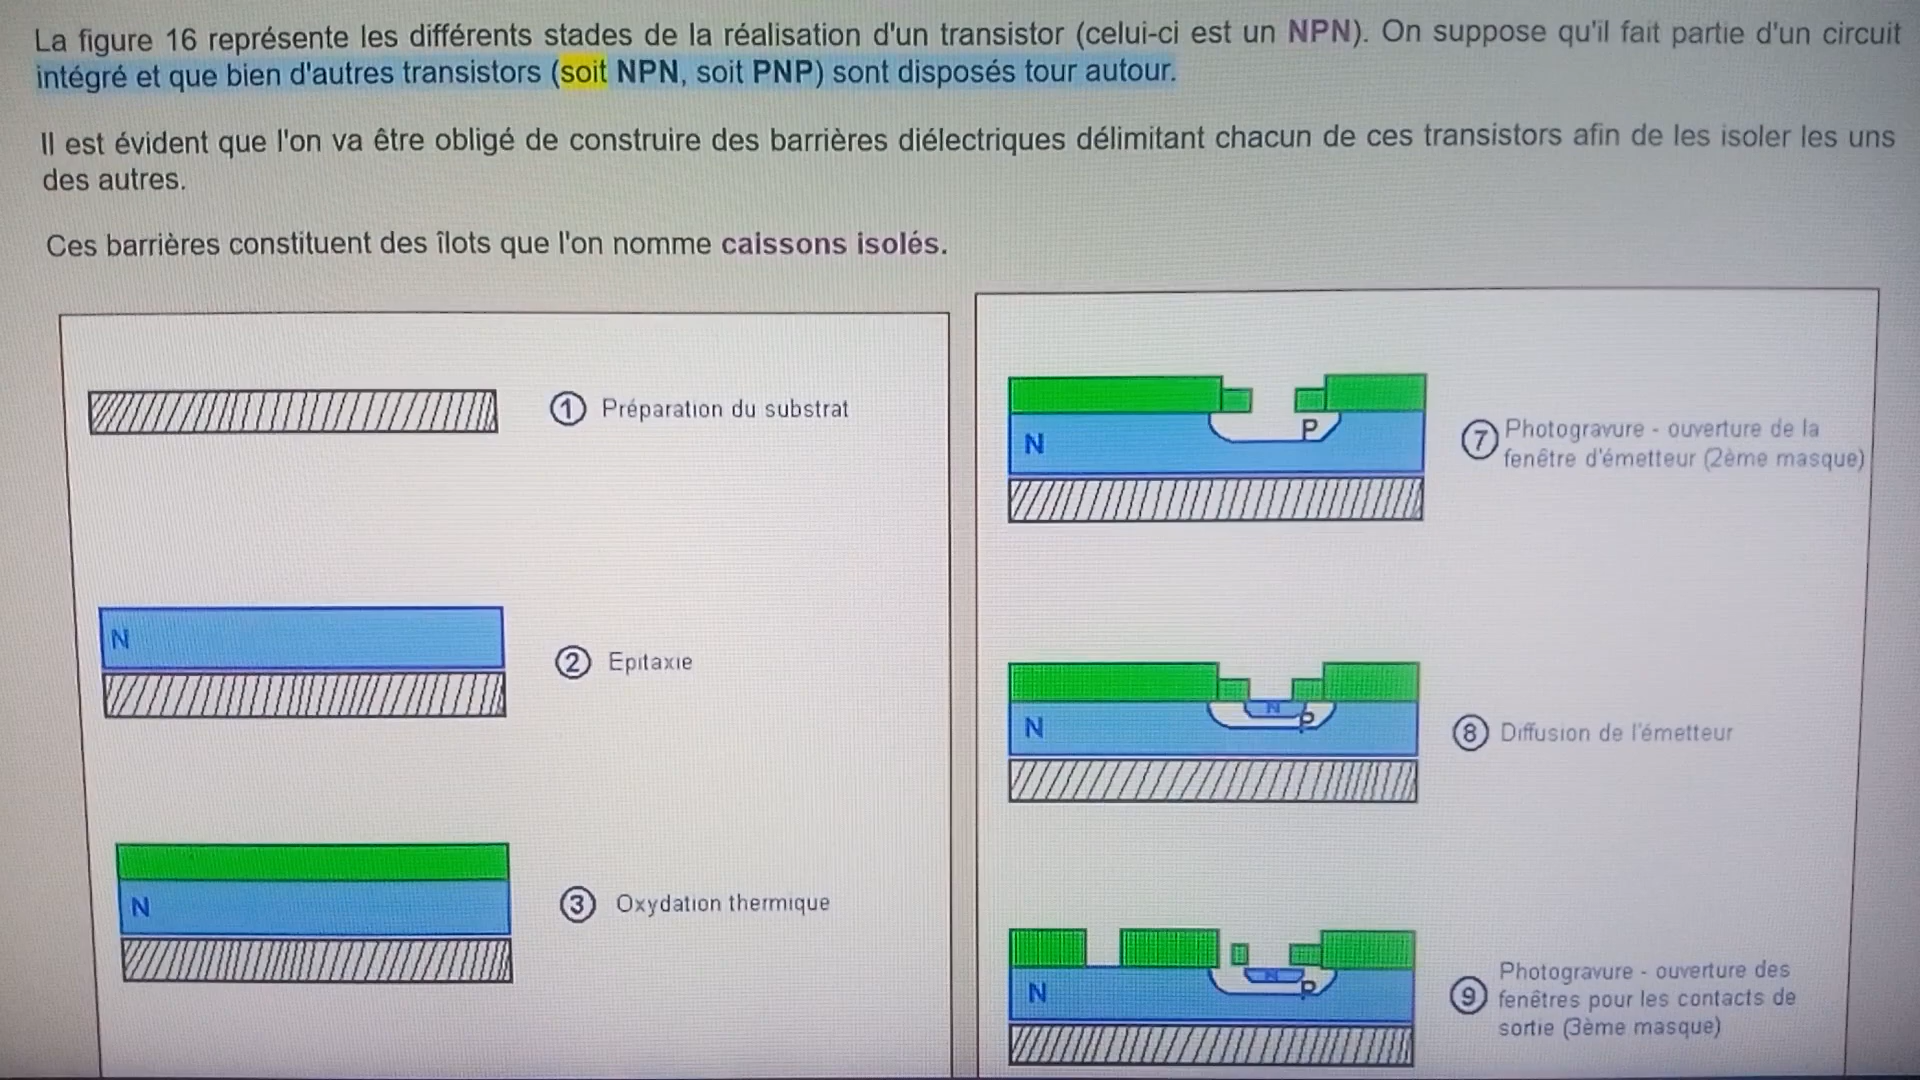 La figure 16 représente les différents stades de la réalisation d'un transistor (celui-ci est un NPN). On suppose qu'il fait partie d'un circuit
intégré et que bien d'autres transistors (soit NPN, soit PNP) sont disposés tour autour.
Il est évident que l'on va être obligé de construire des barrières diélectriques délimitant chacun de ces transistors afin de les isoler les uns
des autres.
Ces barrières constituent des îlots que l'on nomme caissons isolés.
1 Préparation du substrat
N
2 Epitaxie
N
3 Oxydation thermique
N
P
7 Photogravure - ouverture de la
fenêtre d'émetteur (2ème masque)
N
N
P
8 Diffusion de l'émetteur
N
N
P
9 Photogravure - ouverture des
fenêtres pour les contacts de
sortie (3ème masque)